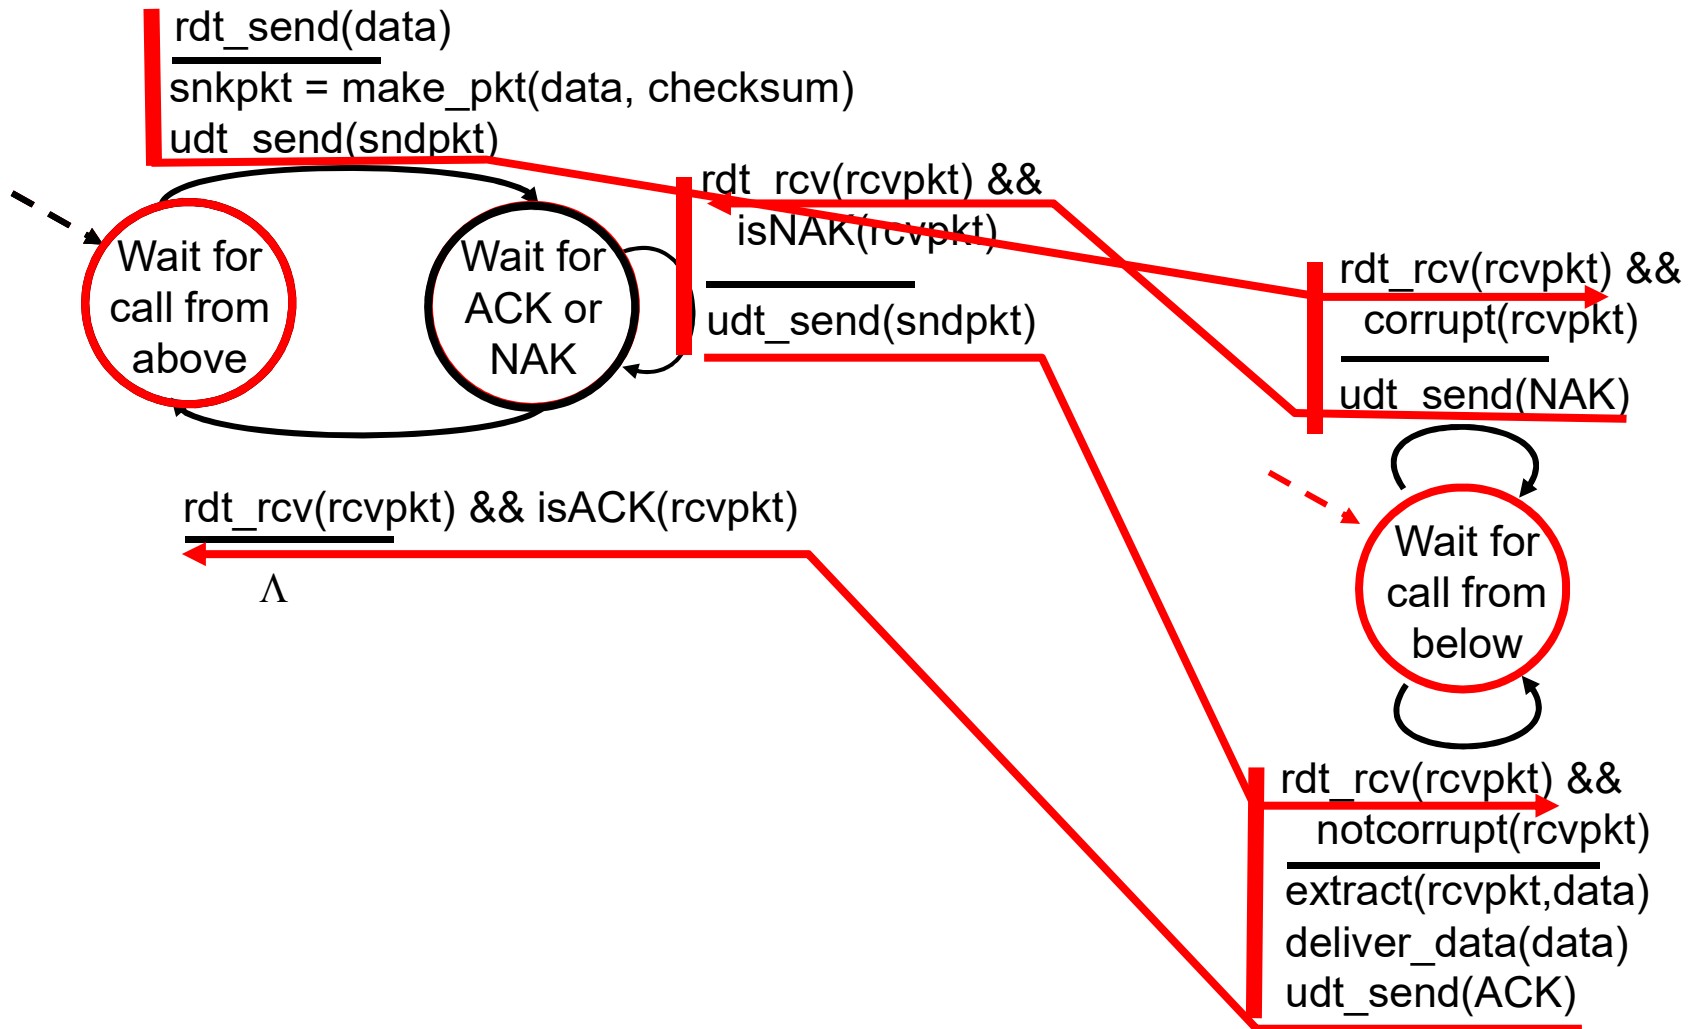 rdt_send(data)
snkpkt = make_pkt(data, checksum)
udt_send(sndpkt)
rdt_rcv(rcvpkt) &&
isNAK(rcvpkt)
udt_send(sndpkt)
Wait for
call from
above
Wait for
ACK or
NAK
rdt_rcv(rcvpkt) && isACK(rcvpkt)
Λ
rdt_rcv(rcvpkt) &&
corrupt(rcvpkt)
udt_send(NAK)
Wait for
call from
below
rdt_rcv(rcvpkt) &&
notcorrupt(rcvpkt)
extract(rcvpkt,data)
deliver_data(data)
udt_send(ACK)